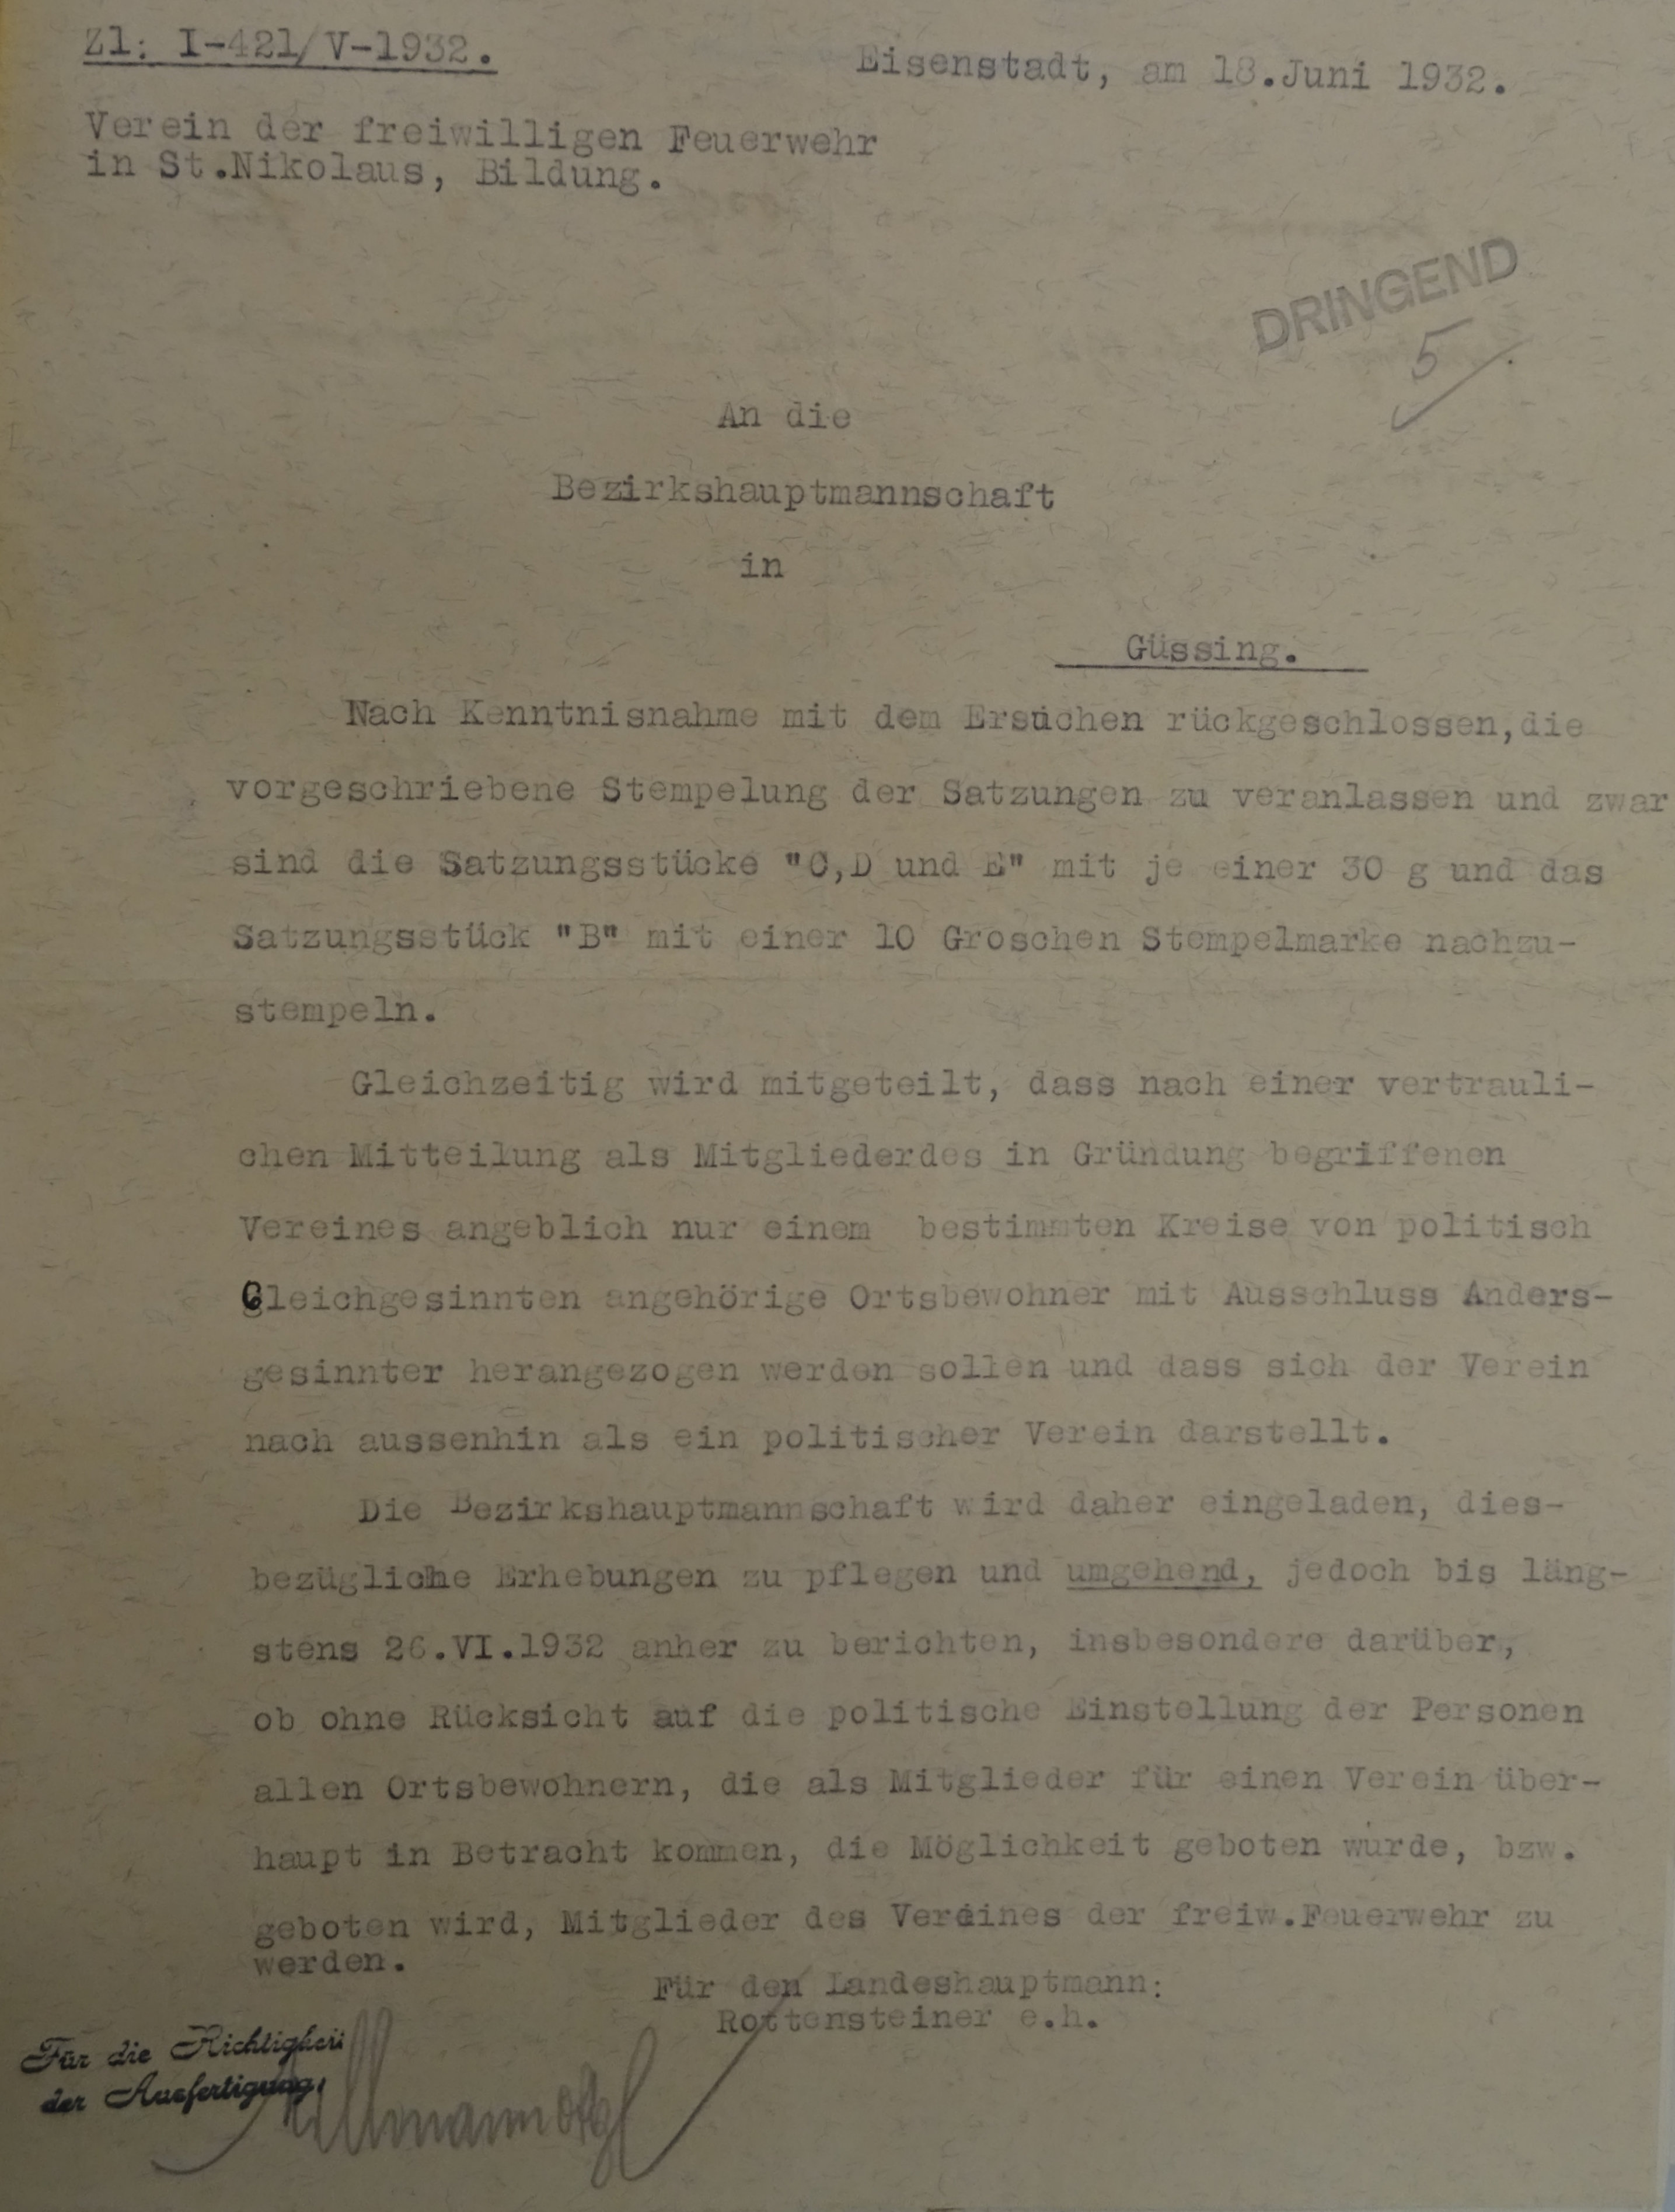 Zl: I-421/V-1932.
Eisenstadt, am 18.Juni 1932.
Verein der freiwilligen Feuerwehr
in St.Nikolaus, Bildung.
DRINGEND
5
An die
Bezirkshauptmannschaft
in
Güssing.
Nach Kenntnisnahme mit dem Ersuchen rückgeschlossen,die
vorgeschriebene Stempelung der Satzungen zu veranlassen und zwar
sind die Satzungsstücke "C,D und E" mit je einer 30 g und das
Satzungsstück "B" mit einer 10 Groschen Stempelmarke nachzu-
stempeln.
Gleichzeitig wird mitgeteilt, dass nach einer vertrauli-
chen Mitteilung als Mitgliederdes in Gründung begriffenen
Vereines angeblich nur einem bestimmten Kreise von politisch
Gleichgesinnten angehörige Ortsbewohner mit Ausschluss Anders-
gesinnter herangezogen werden sollen und dass sich der Verein
nach aussenhin als ein politischer Verein darstellt.
Die Bezirkshauptmannschaft wird daher eingeladen, dies-
bezügliche Erhebungen zu pflegen und umgehend, jedoch bis läng-
stens 26.VI.1932 anher zu berichten, insbesondere darüber,
ob ohne Rücksicht auf die politische Einstellung der Personen
allen Ortsbewohnern, die als Mitglieder für einen Verein über-
haupt in Betracht kommen, die Möglichkeit geboten wurde, bzw.
geboten wird, Mitglieder des Vereines der freiw.Feuerwehr zu
werden.
Für den Landeshauptmann:
Rottensteiner e.h.
Für die Richtigkeit
der Ausfertigung: